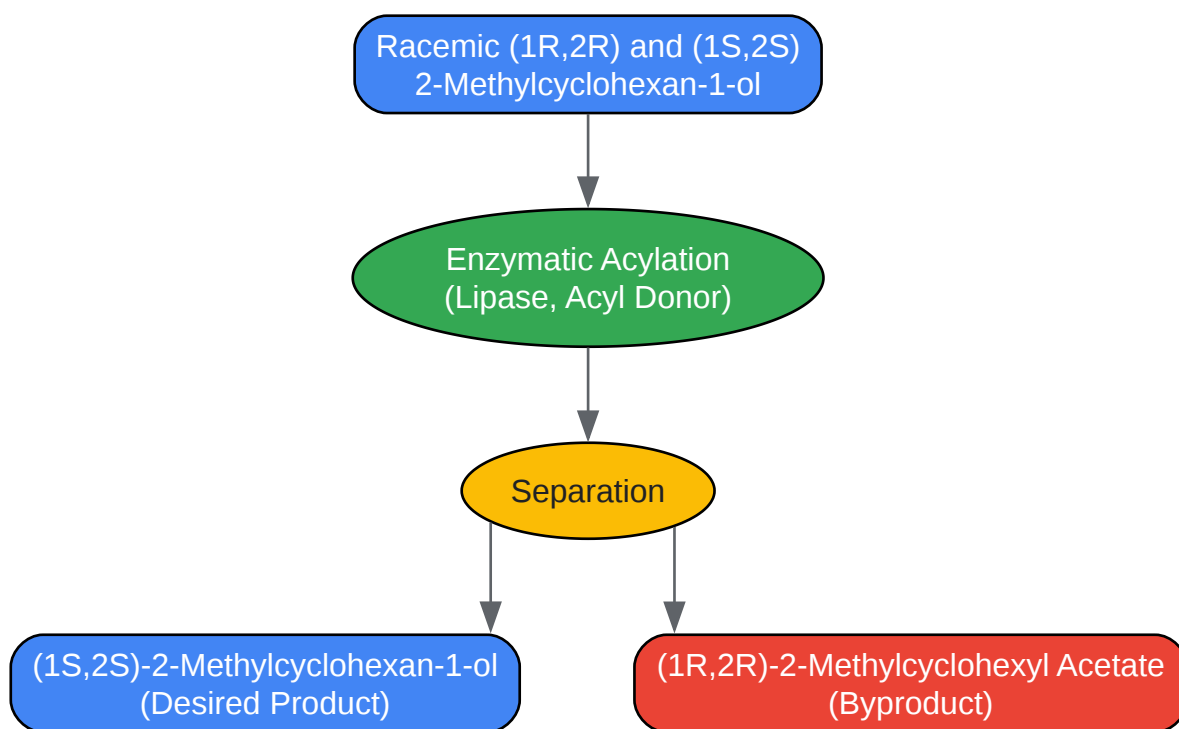 Racemic (1R,2R) and (1S,2S)
2-Methylcyclohexan-1-ol
Enzymatic Acylation
(Lipase, Acyl Donor)
Separation
(1S,2S)-2-Methylcyclohexan-1-ol
(Desired Product)
(1R,2R)-2-Methylcyclohexyl Acetate
(Byproduct)